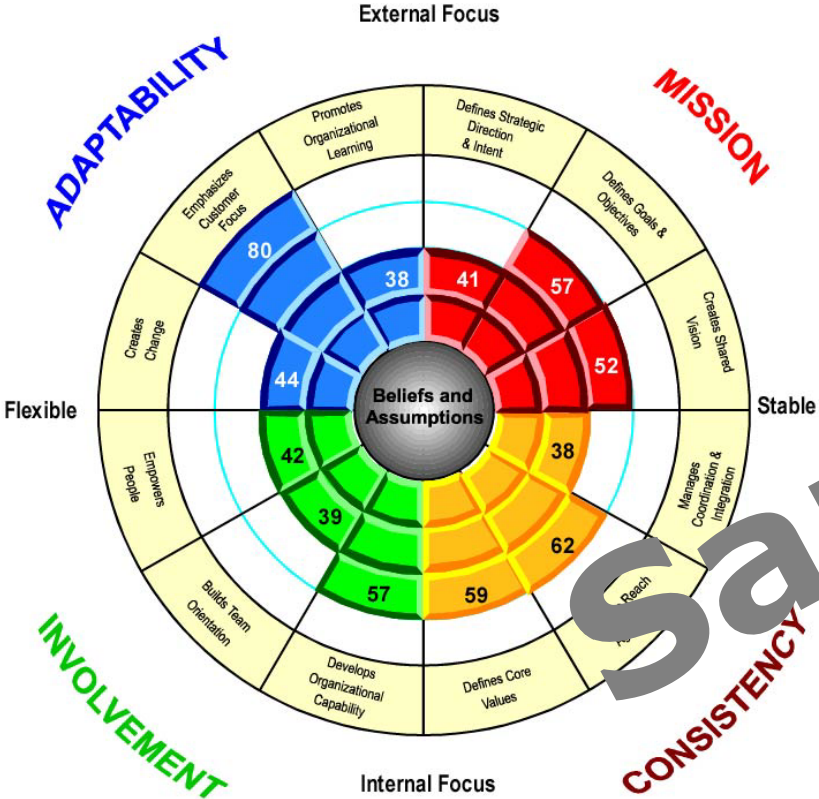 External Focus
ADAPTABILITY
MISSION
Promotes
Organizational
Learning
Defines Strategic
Direction
& Intent
Emphasizes
Customer
Focus
Defines Goals &
Objectives
Creates
Change
Creates Shared
Vision
80
38
41
57
44
52
Beliefs and
Assumptions
Flexible
Stable
42
38
39
62
57
59
Empowers
People
Manages
Coordination &
Integration
Builds Team
Orientation
Reach
Develops
Organizational
Capability
Defines Core
Values
INVOLVEMENT
CONSISTENCY
Internal Focus